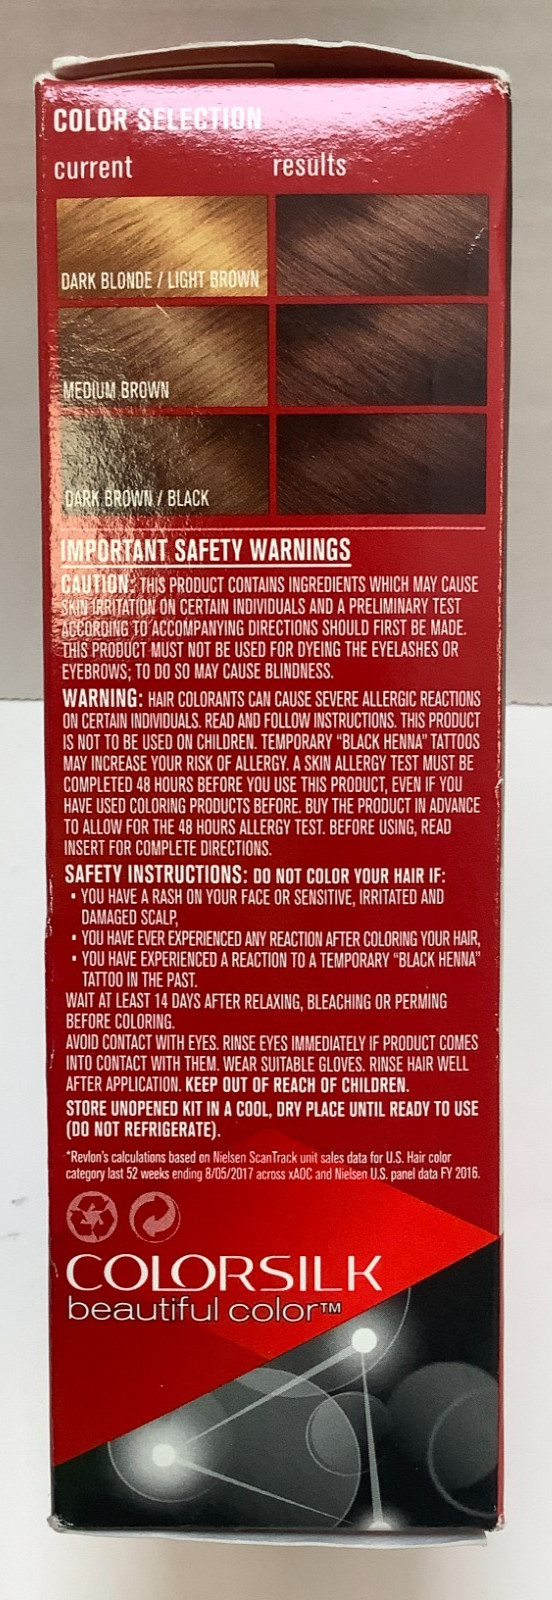 COLOR SELECTION
current results
DARK BLONDE / LIGHT BROWN
MEDIUM BROWN
DARK BROWN / BLACK
IMPORTANT SAFETY WARNINGS
CAUTION: THIS PRODUCT CONTAINS INGREDIENTS WHICH MAY CAUSE
SKIN IRRITATION ON CERTAIN INDIVIDUALS AND A PRELIMINARY TEST
ACCORDING TO ACCOMPANYING DIRECTIONS SHOULD FIRST BE MADE.
THIS PRODUCT MUST NOT BE USED FOR DYEING THE EYELASHES OR
EYEBROWS; TO DO SO MAY CAUSE BLINDNESS.
WARNING: HAIR COLORANTS CAN CAUSE SEVERE ALLERGIC REACTIONS
ON CERTAIN INDIVIDUALS. READ AND FOLLOW INSTRUCTIONS. THIS PRODUCT
IS NOT TO BE USED ON CHILDREN. TEMPORARY "BLACK HENNA" TATTOOS
MAY INCREASE YOUR RISK OF ALLERGY. A SKIN ALLERGY TEST MUST BE
COMPLETED 48 HOURS BEFORE YOU USE THIS PRODUCT, EVEN IF YOU
HAVE USED COLORING PRODUCTS BEFORE. BUY THE PRODUCT IN ADVANCE
TO ALLOW FOR THE 48 HOURS ALLERGY TEST. BEFORE USING, READ
INSERT FOR COMPLETE DIRECTIONS.
SAFETY INSTRUCTIONS: DO NOT COLOR YOUR HAIR IF:
• YOU HAVE A RASH ON YOUR FACE OR SENSITIVE, IRRITATED AND
DAMAGED SCALP,
• YOU HAVE EVER EXPERIENCED ANY REACTION AFTER COLORING YOUR HAIR,
• YOU HAVE EXPERIENCED A REACTION TO A TEMPORARY "BLACK HENNA"
TATTOO IN THE PAST.
WAIT AT LEAST 14 DAYS AFTER RELAXING, BLEACHING OR PERMING
BEFORE COLORING.
AVOID CONTACT WITH EYES. RINSE EYES IMMEDIATELY IF PRODUCT COMES
INTO CONTACT WITH THEM. WEAR SUITABLE GLOVES. RINSE HAIR WELL
AFTER APPLICATION. KEEP OUT OF REACH OF CHILDREN.
STORE UNOPENED KIT IN A COOL, DRY PLACE UNTIL READY TO USE
(DO NOT REFRIGERATE).
*Revlon's calculations based on Nielsen ScanTrack unit sales data for U.S. Hair color
category last 52 weeks ending 8/05/2017 across xAOC and Nielsen U.S. panel data FY 2016.
COLORSILK
beautiful color™